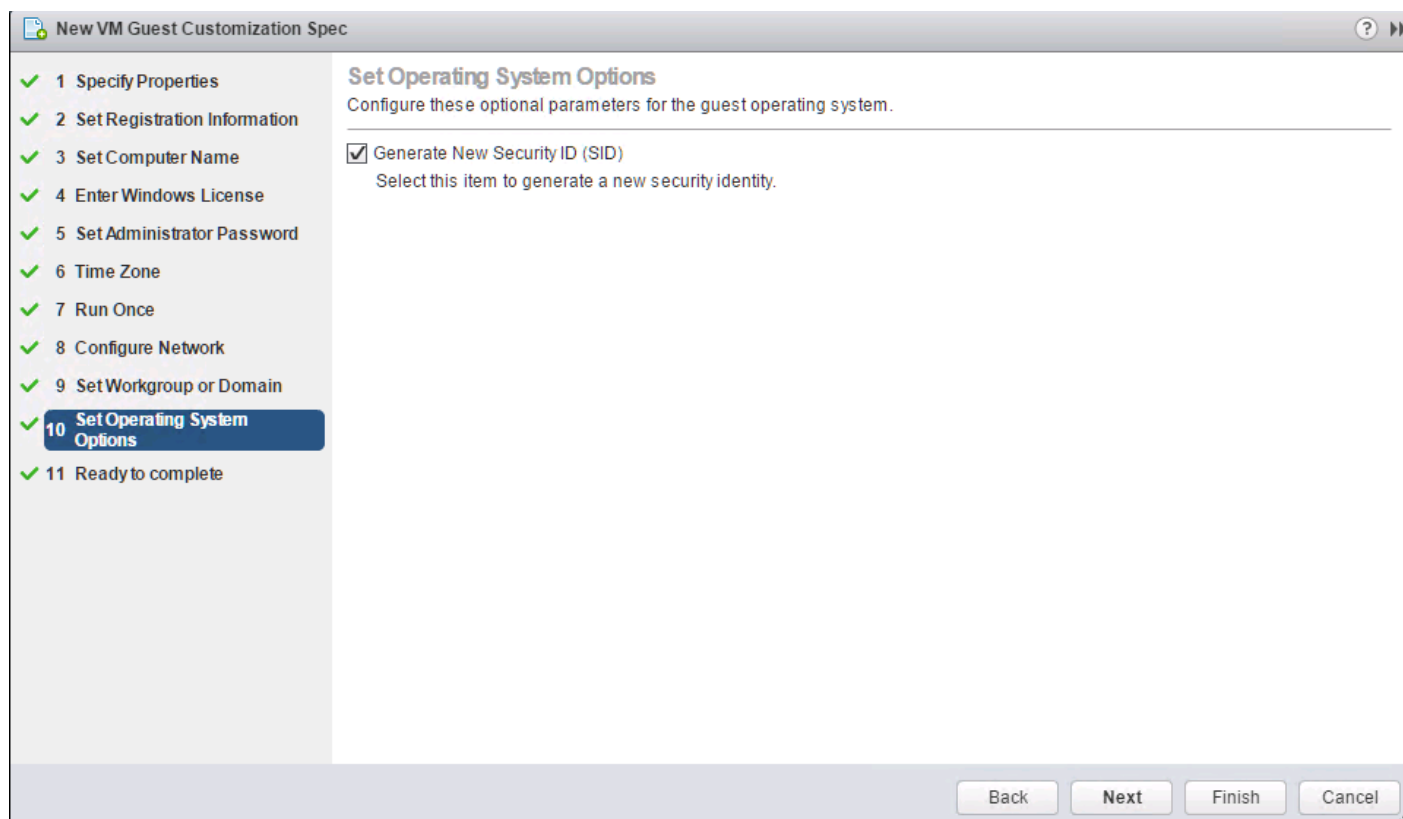 New VM Guest Customization Spec
?
1 Specify Properties
2 Set Registration Information
3 Set Computer Name
4 Enter Windows License
5 Set Administrator Password
6 Time Zone
7 Run Once
8 Configure Network
9 Set Workgroup or Domain
10 Set Operating System
Options
11 Ready to complete
Set Operating System Options
Configure these optional parameters for the guest operating system.
Generate New Security ID (SID)
Select this item to generate a new security identity.
Back
Next
Finish
Cancel